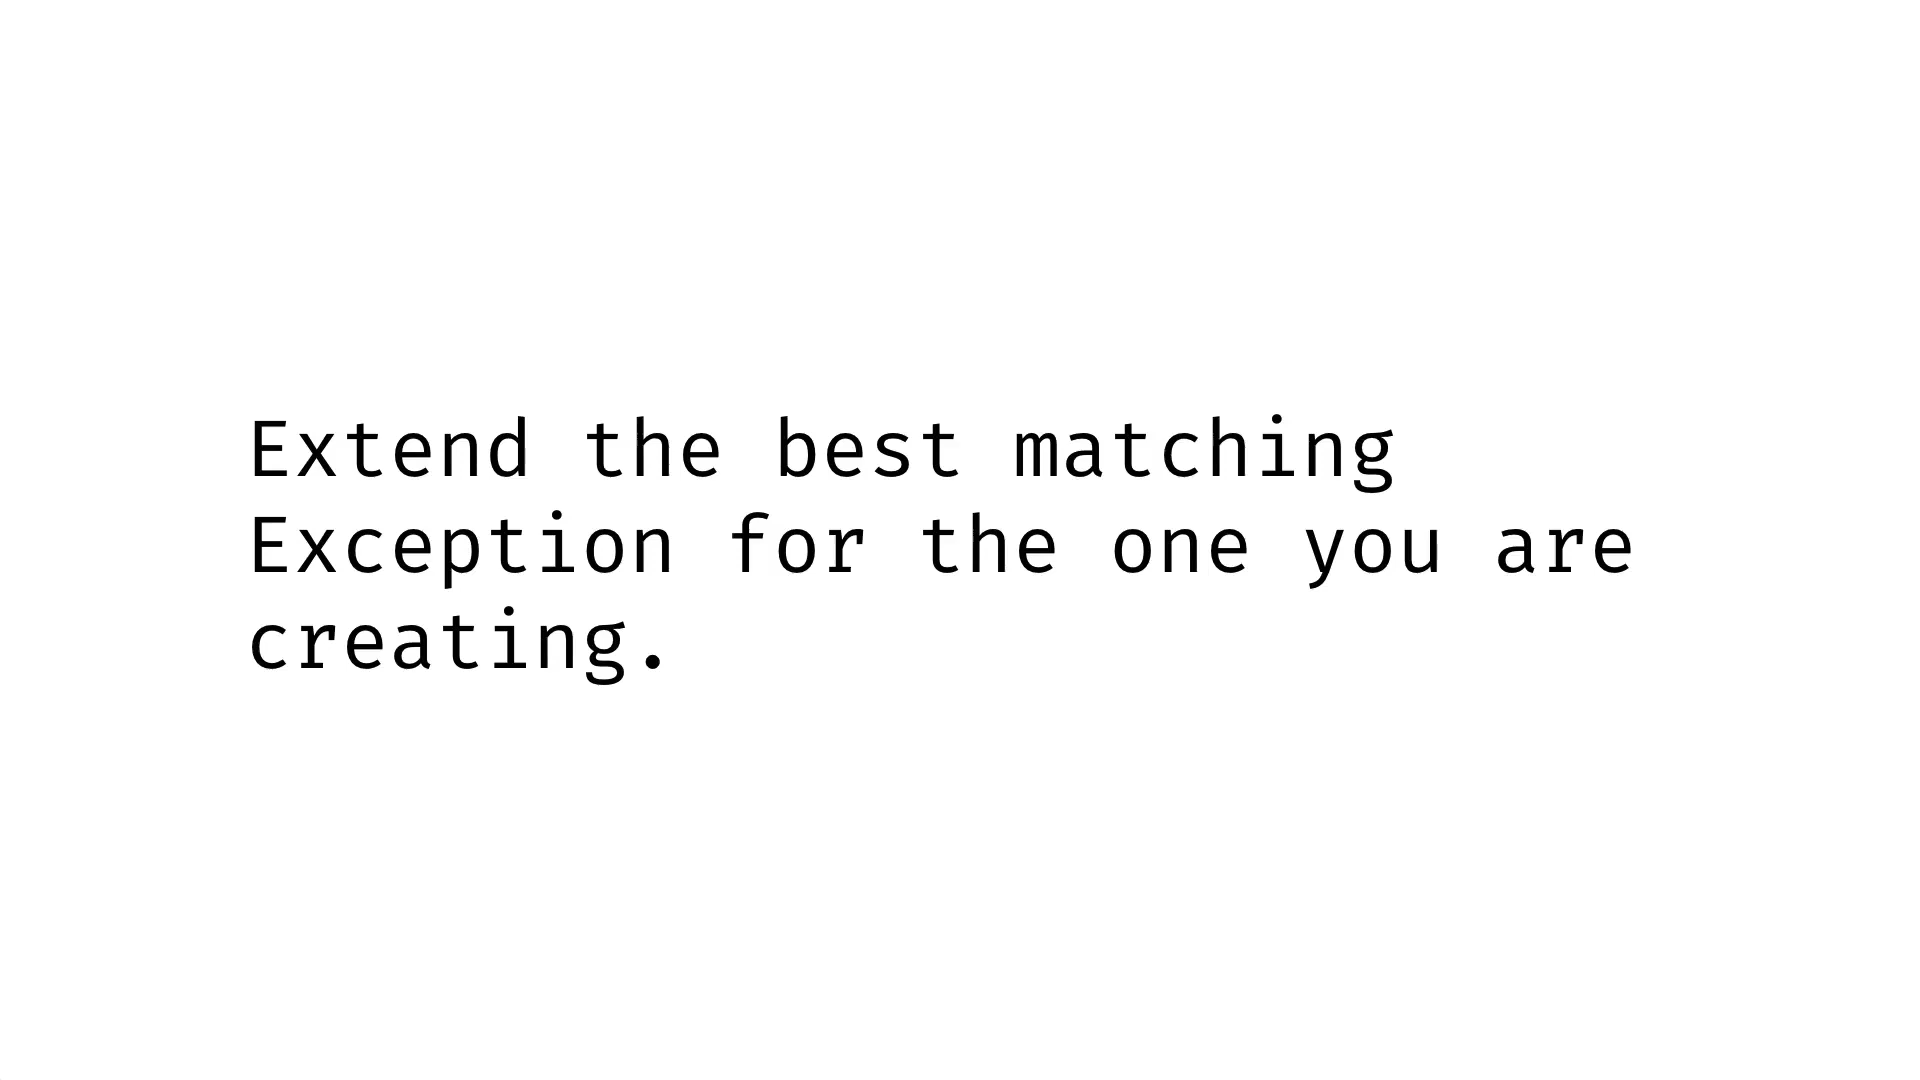 Extend the best matching
Exception for the one you are
creating.